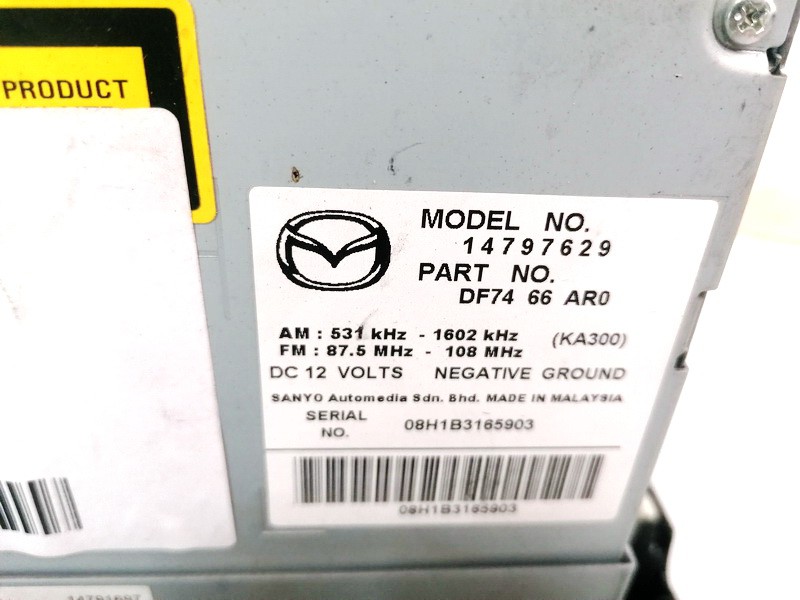 PRODUCT
MODEL NO.
14797629
PART NO.
DF74 66 AR0
AM : 531 kHz - 1602 kHz (KA300)
FM : 87.5 MHz - 108 MHz
DC 12 VOLTS NEGATIVE GROUND
SANYO Automedia Sdn. Bhd. MADE IN MALAYSIA
SERIAL
NO. 08H1B3165903
08H1B3165903